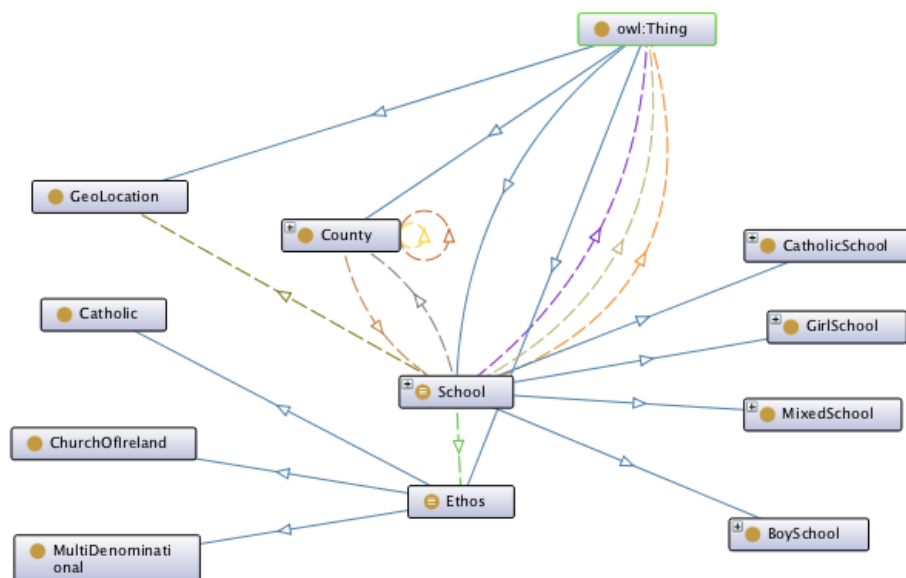 owl:Thing
GeoLocation
County
CatholicSchool
Catholic
GirlSchool
School
MixedSchool
ChurchOfIreland
Ethos
BoySchool
MultiDenominati
onal